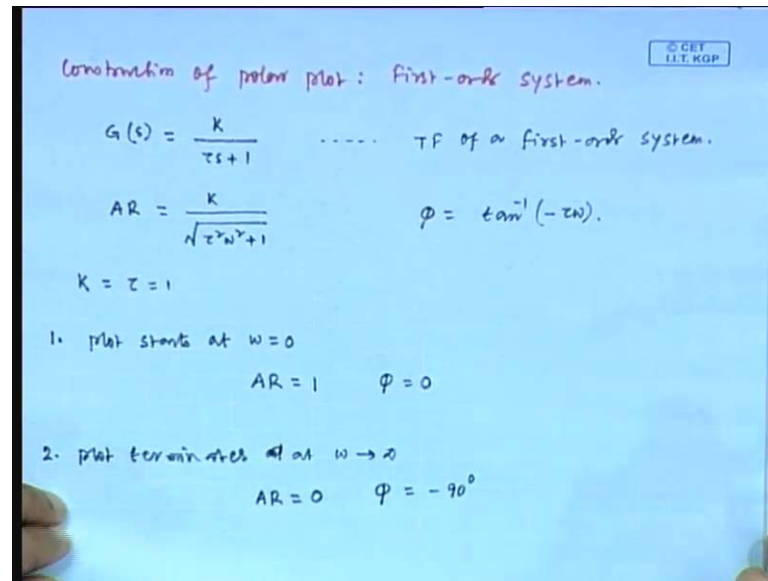 © CET
I.I.T. KGP
Construction of polar plot : First-order system.
G(s) = K / (τs + 1) ..... TF of a first-order system.
AR = K / √(τ²ω² + 1)    φ = tan⁻¹(-τω).
K = τ = 1
1. plot starts at ω = 0
AR = 1    φ = 0
2. plot terminates at ω → ∞
AR = 0    φ = -90°